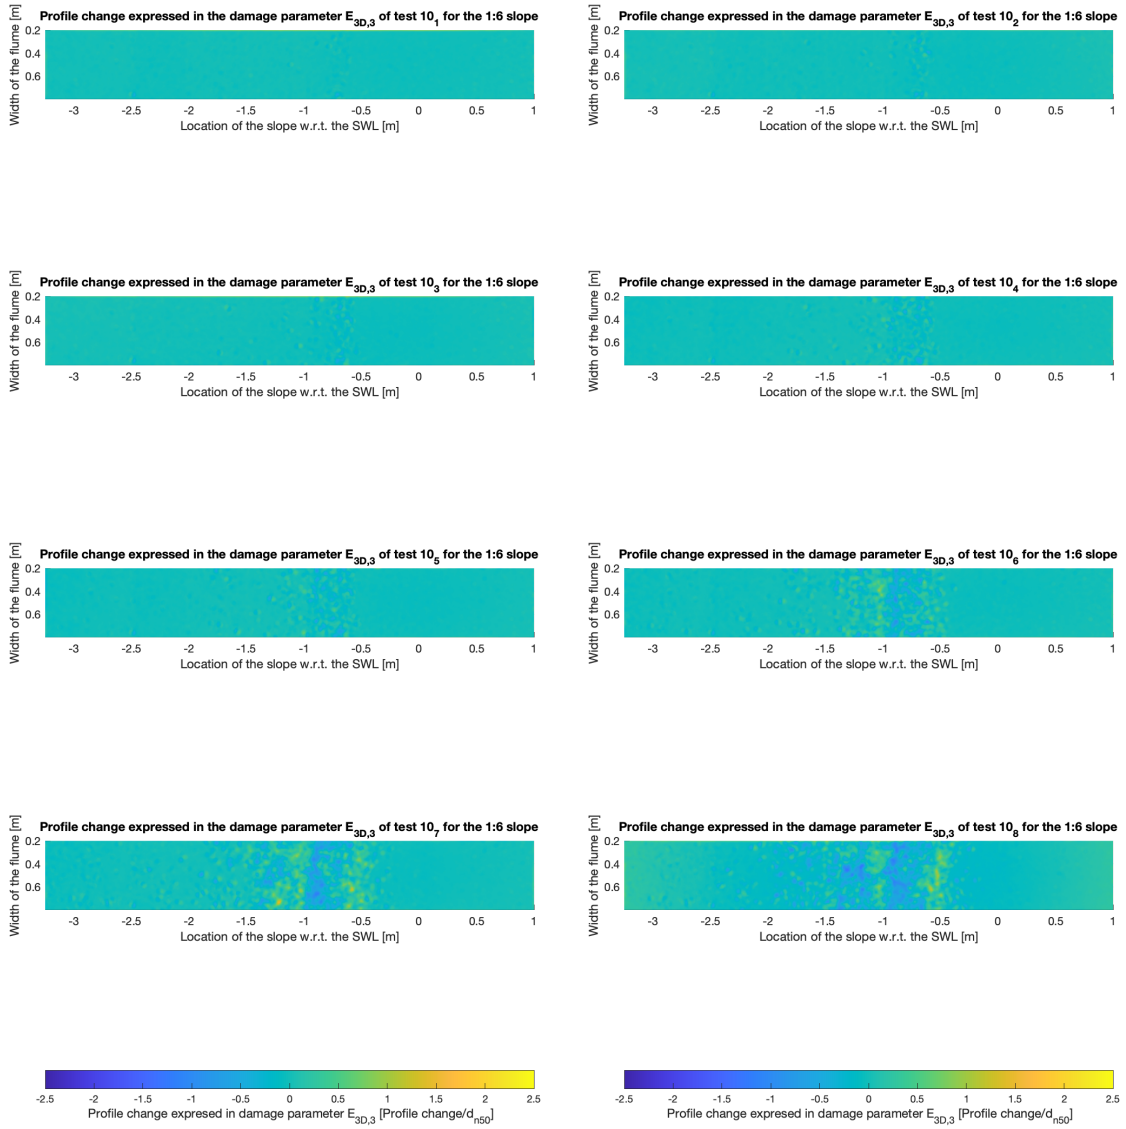 Profile change expressed in the damage parameter E3D,3 of test 101 for the 1:6 slope
Width of the flume [m]
0.2
0.4
0.6
-3 -2.5 -2 -1.5 -1 -0.5 0 0.5 1
Location of the slope w.r.t. the SWL [m]
Profile change expressed in the damage parameter E3D,3 of test 102 for the 1:6 slope
Width of the flume [m]
0.2
0.4
0.6
-3 -2.5 -2 -1.5 -1 -0.5 0 0.5 1
Location of the slope w.r.t. the SWL [m]
Profile change expressed in the damage parameter E3D,3 of test 103 for the 1:6 slope
Width of the flume [m]
0.2
0.4
0.6
-3 -2.5 -2 -1.5 -1 -0.5 0 0.5 1
Location of the slope w.r.t. the SWL [m]
Profile change expressed in the damage parameter E3D,3 of test 104 for the 1:6 slope
Width of the flume [m]
0.2
0.4
0.6
-3 -2.5 -2 -1.5 -1 -0.5 0 0.5 1
Location of the slope w.r.t. the SWL [m]
Profile change expressed in the damage parameter E3D,3 of test 105 for the 1:6 slope
Width of the flume [m]
0.2
0.4
0.6
-3 -2.5 -2 -1.5 -1 -0.5 0 0.5 1
Location of the slope w.r.t. the SWL [m]
Profile change expressed in the damage parameter E3D,3 of test 106 for the 1:6 slope
Width of the flume [m]
0.2
0.4
0.6
-3 -2.5 -2 -1.5 -1 -0.5 0 0.5 1
Location of the slope w.r.t. the SWL [m]
Profile change expressed in the damage parameter E3D,3 of test 107 for the 1:6 slope
Width of the flume [m]
0.2
0.4
0.6
-3 -2.5 -2 -1.5 -1 -0.5 0 0.5 1
Location of the slope w.r.t. the SWL [m]
Profile change expressed in the damage parameter E3D,3 of test 108 for the 1:6 slope
Width of the flume [m]
0.2
0.4
0.6
-3 -2.5 -2 -1.5 -1 -0.5 0 0.5 1
Location of the slope w.r.t. the SWL [m]
-2.5 -2 -1.5 -1 -0.5 0 0.5 1 1.5 2 2.5
Profile change expresed in damage parameter E3D,3 [Profile change/dn50]
-2.5 -2 -1.5 -1 -0.5 0 0.5 1 1.5 2 2.5
Profile change expresed in damage parameter E3D,3 [Profile change/dn50]